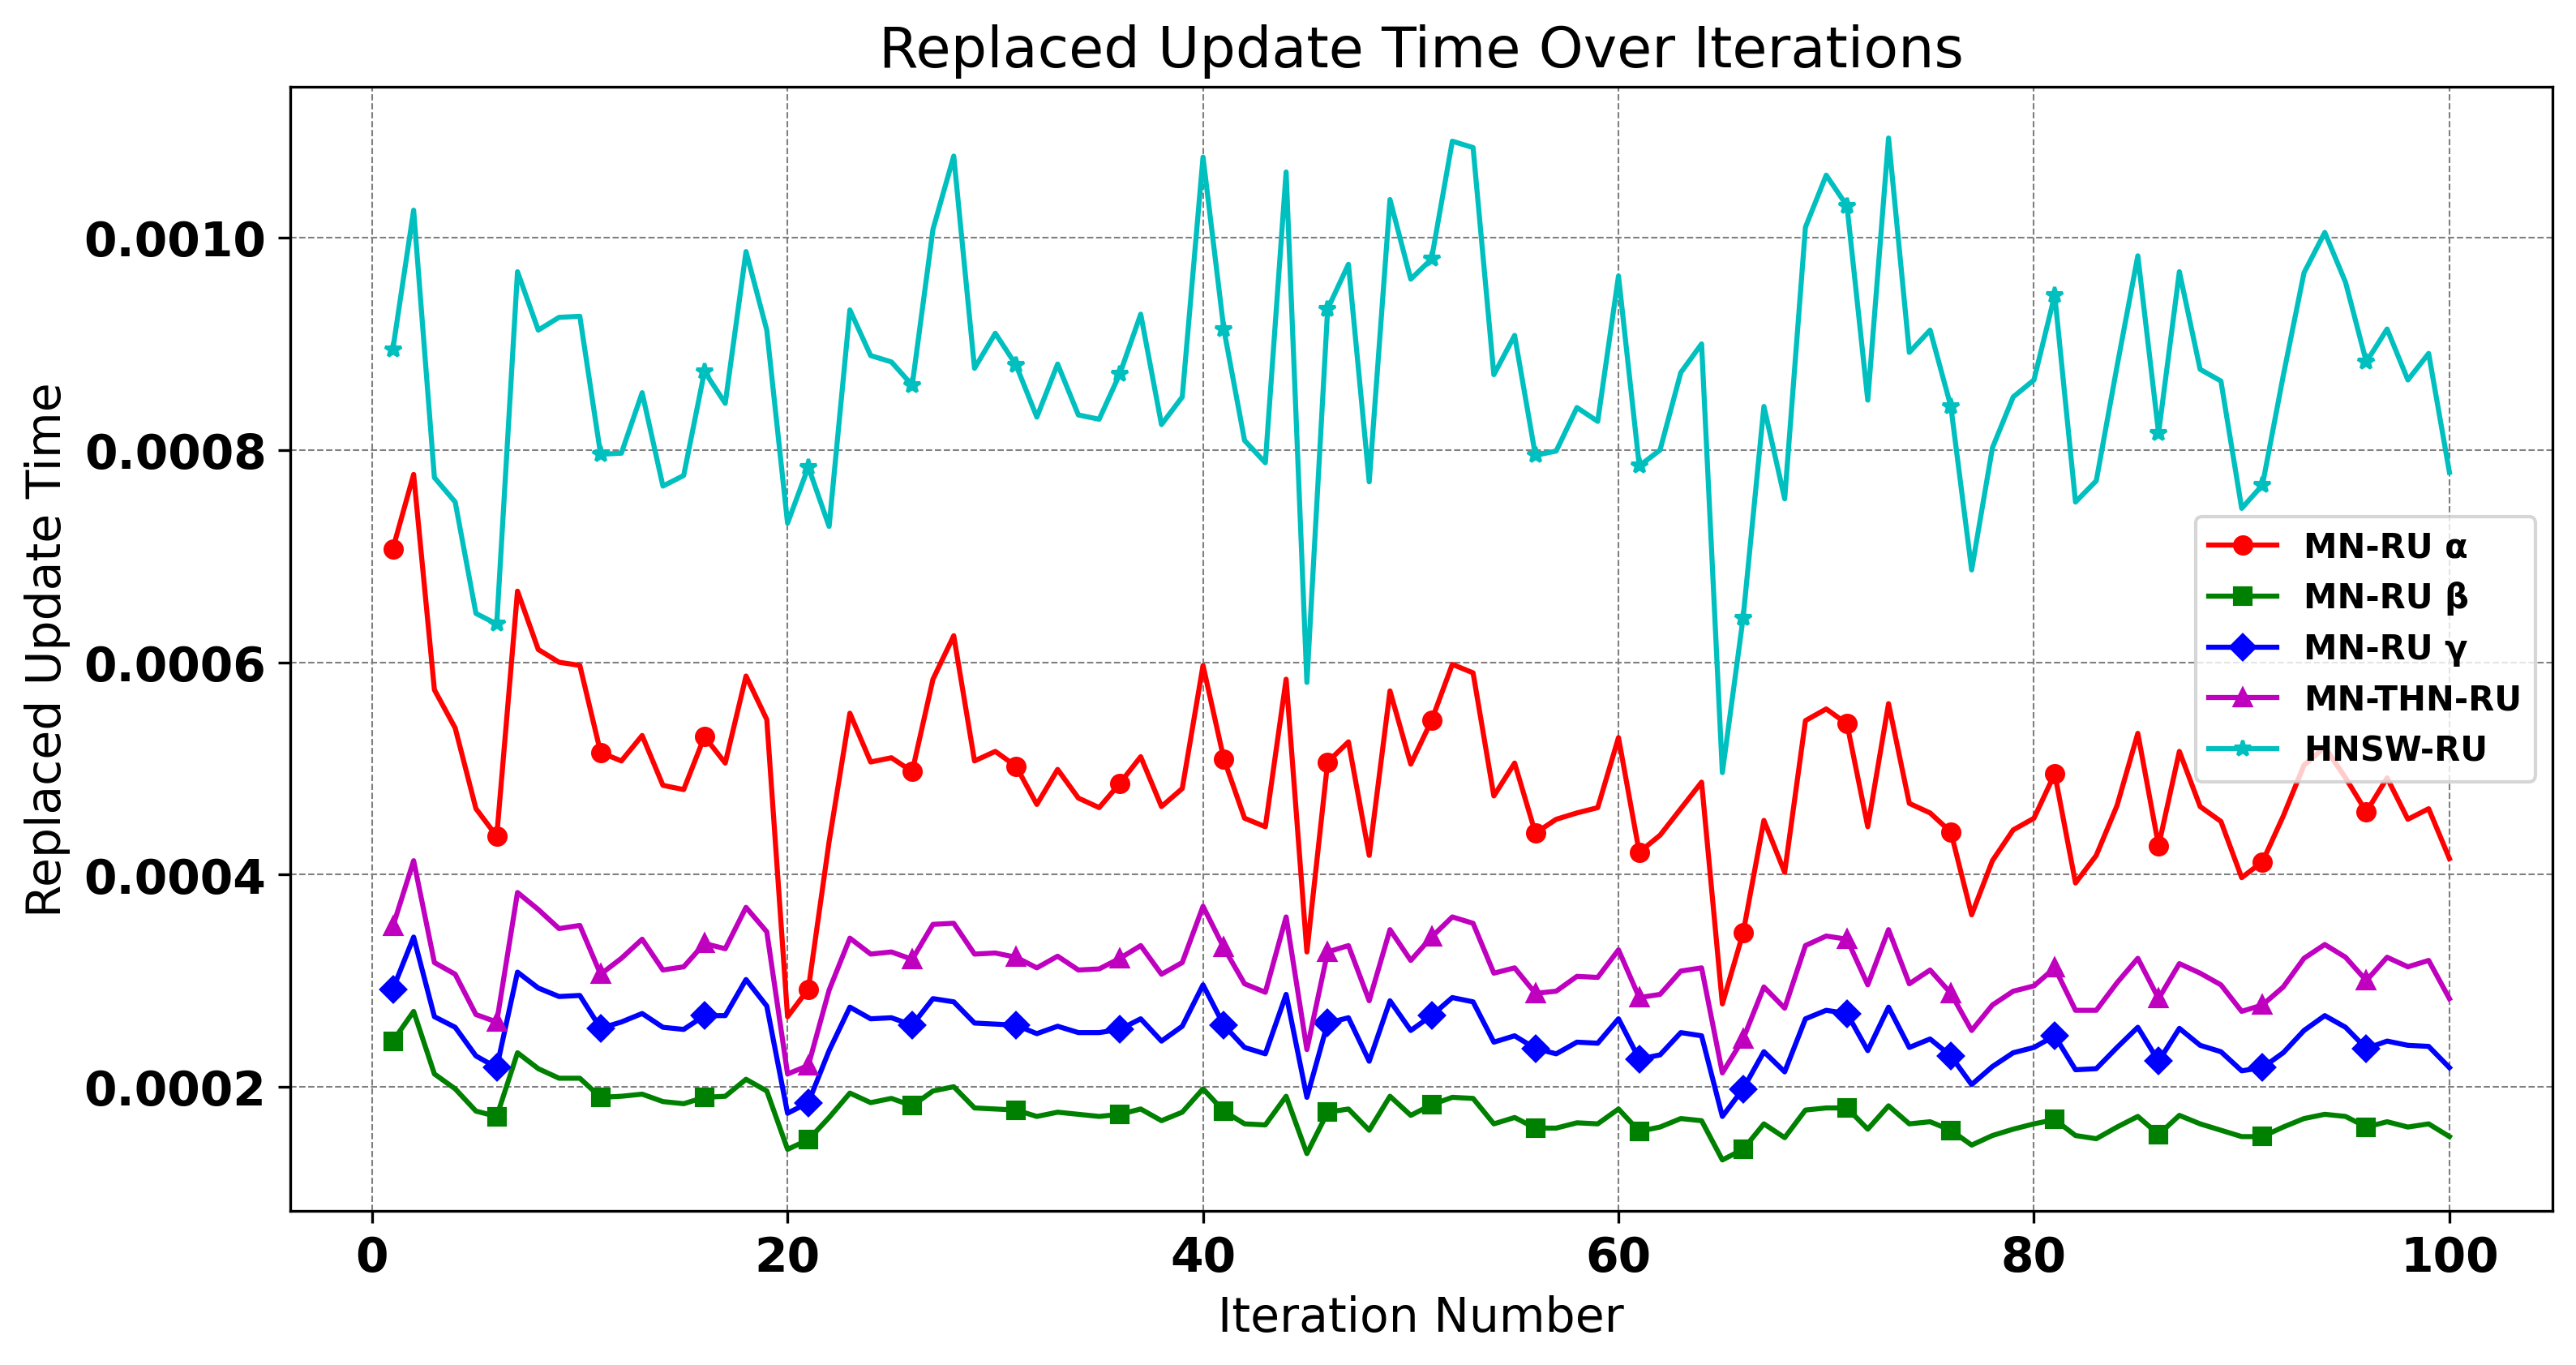 Replaced Update Time Over Iterations
Replaced Update Time
0.0010
0.0008
0.0006
0.0004
0.0002
MN-RU α
MN-RU β
MN-RU γ
MN-THN-RU
HNSW-RU
0 20 40 60 80 100
Iteration Number